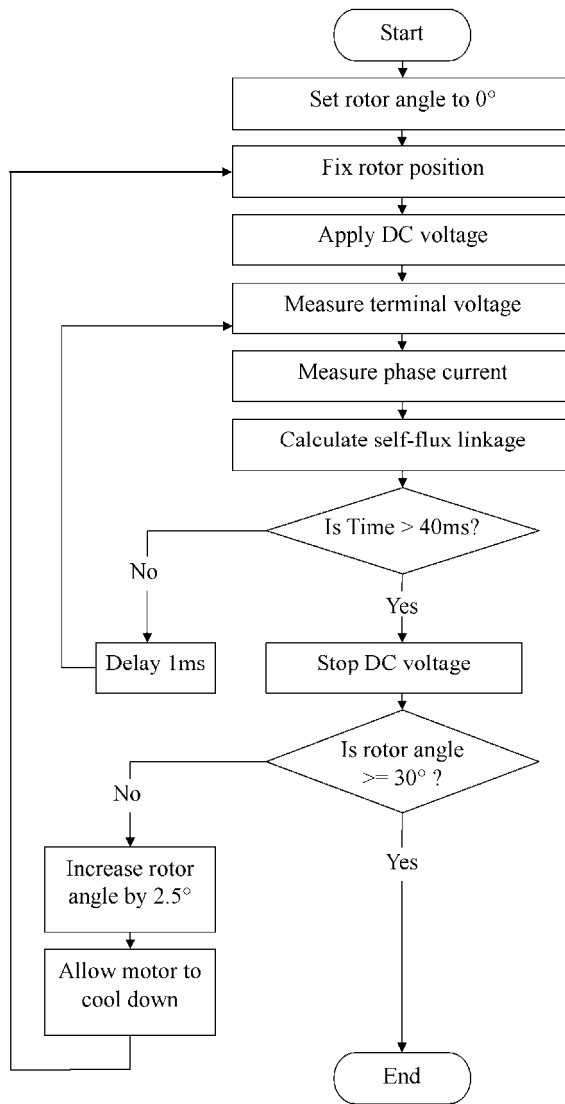 Start
Set rotor angle to 0°
Fix rotor position
Apply DC voltage
Measure terminal voltage
Measure phase current
Calculate self-flux linkage
Is Time > 40ms?
No
Yes
Delay 1ms
Stop DC voltage
Is rotor angle
>= 30° ?
No
Yes
Increase rotor
angle by 2.5°
Allow motor to
cool down
End